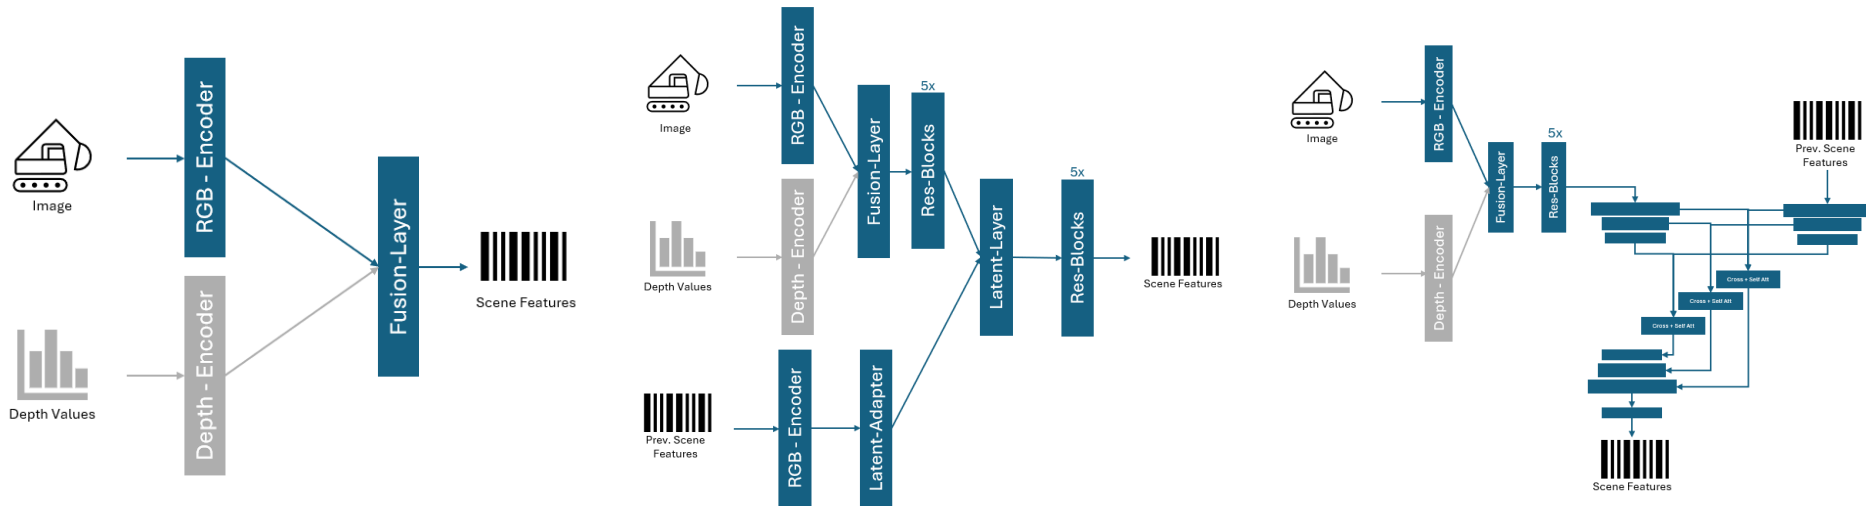 Image
RGB - Encoder
Depth Values
Depth - Encoder
Fusion-Layer
Scene Features
Image
RGB - Encoder
Depth Values
Depth - Encoder
Fusion-Layer
5x
Res-Blocks
Prev. Scene
Features
RGB - Encoder
Latent-Adapter
Latent-Layer
5x
Res-Blocks
Scene Features
Image
RGB - Encoder
Depth Values
Depth - Encoder
Fusion-Layer
5x
Res-Blocks
Prev. Scene
Features
Cross + Self Att
Cross + Self Att
Cross + Self Att
Scene Features